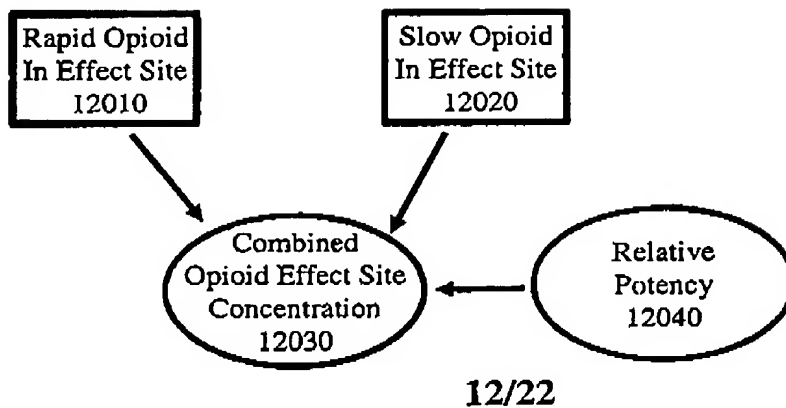 Rapid Opioid
In Effect Site
12010
Slow Opioid
In Effect Site
12020
Combined
Opioid Effect Site
Concentration
12030
Relative
Potency
12040
12/22